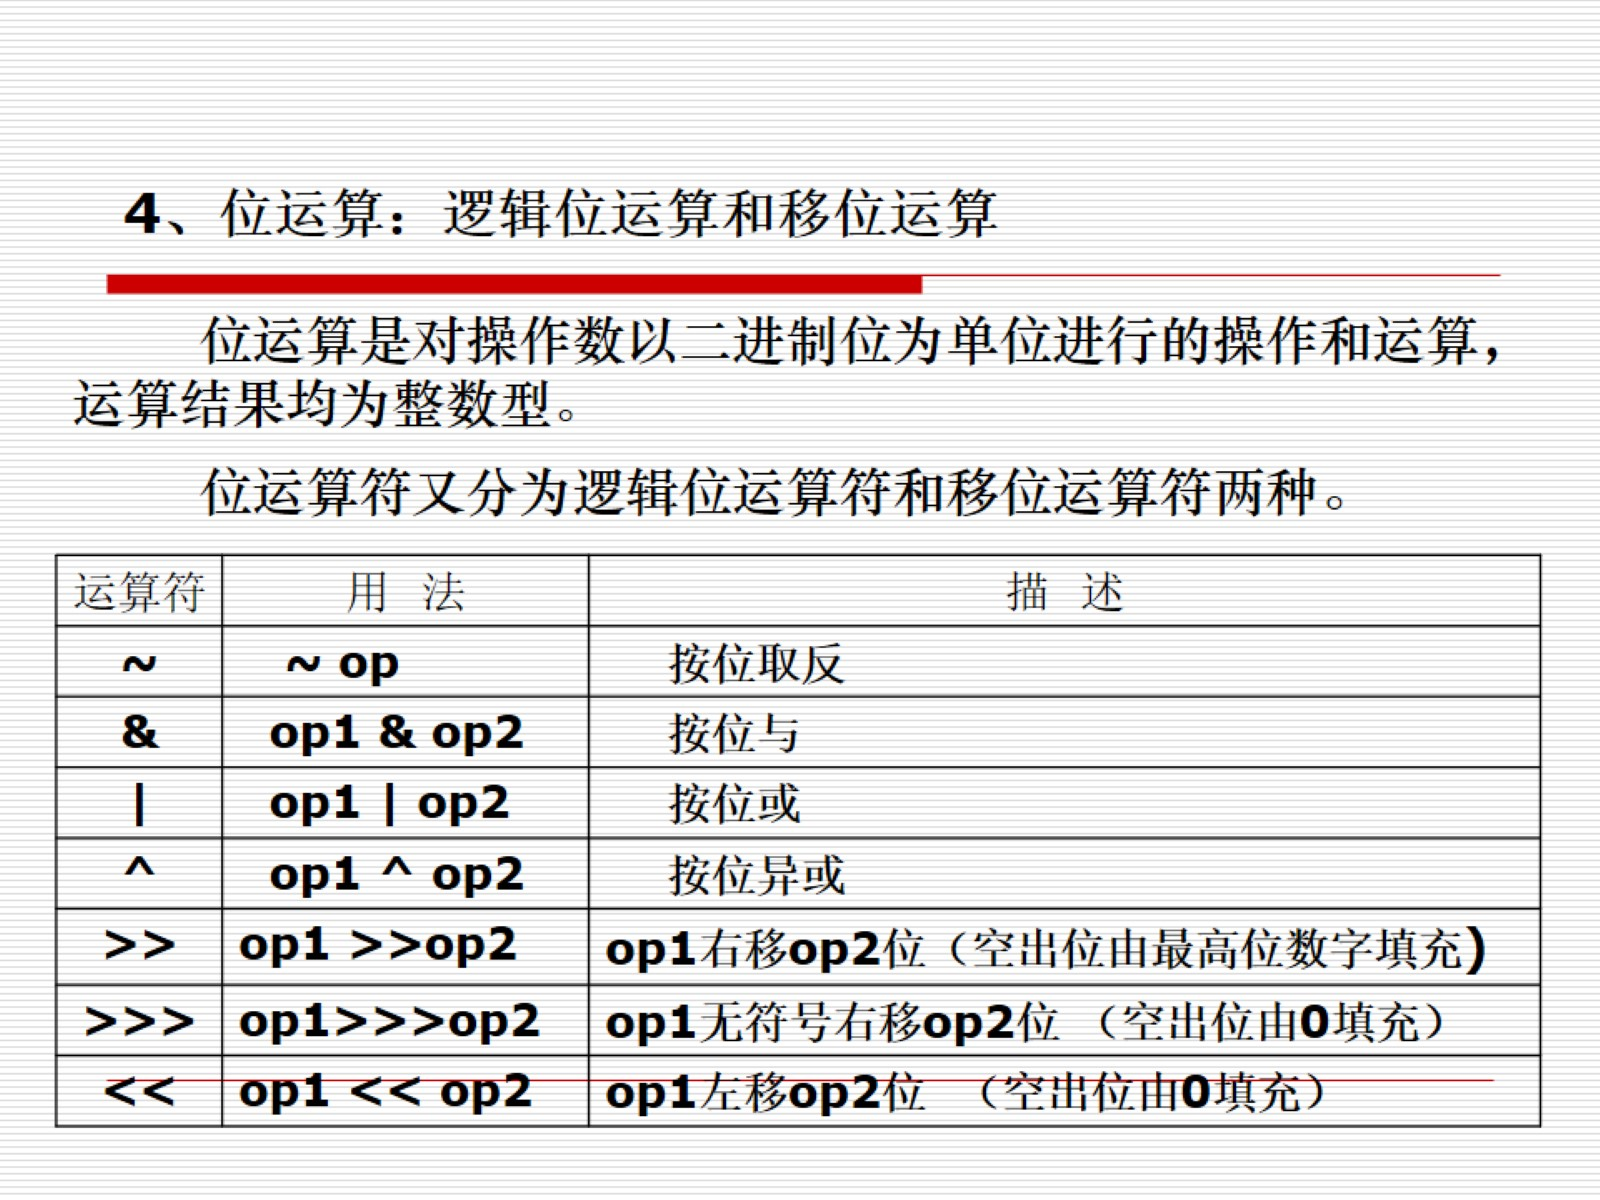 4、位运算：逻辑位运算和移位运算
位运算是对操作数以二进制位为单位进行的操作和运算，
运算结果均为整数型。
位运算符又分为逻辑位运算符和移位运算符两种。
运算符 用 法 描 述
~ ~ op 按位取反
& op1 & op2 按位与
| op1 | op2 按位或
^ op1 ^ op2 按位异或
>> op1 >>op2 op1右移op2位（空出位由最高位数字填充)
>>> op1>>>op2 op1无符号右移op2位 （空出位由0填充）
<< op1 << op2 op1左移op2位 （空出位由0填充）